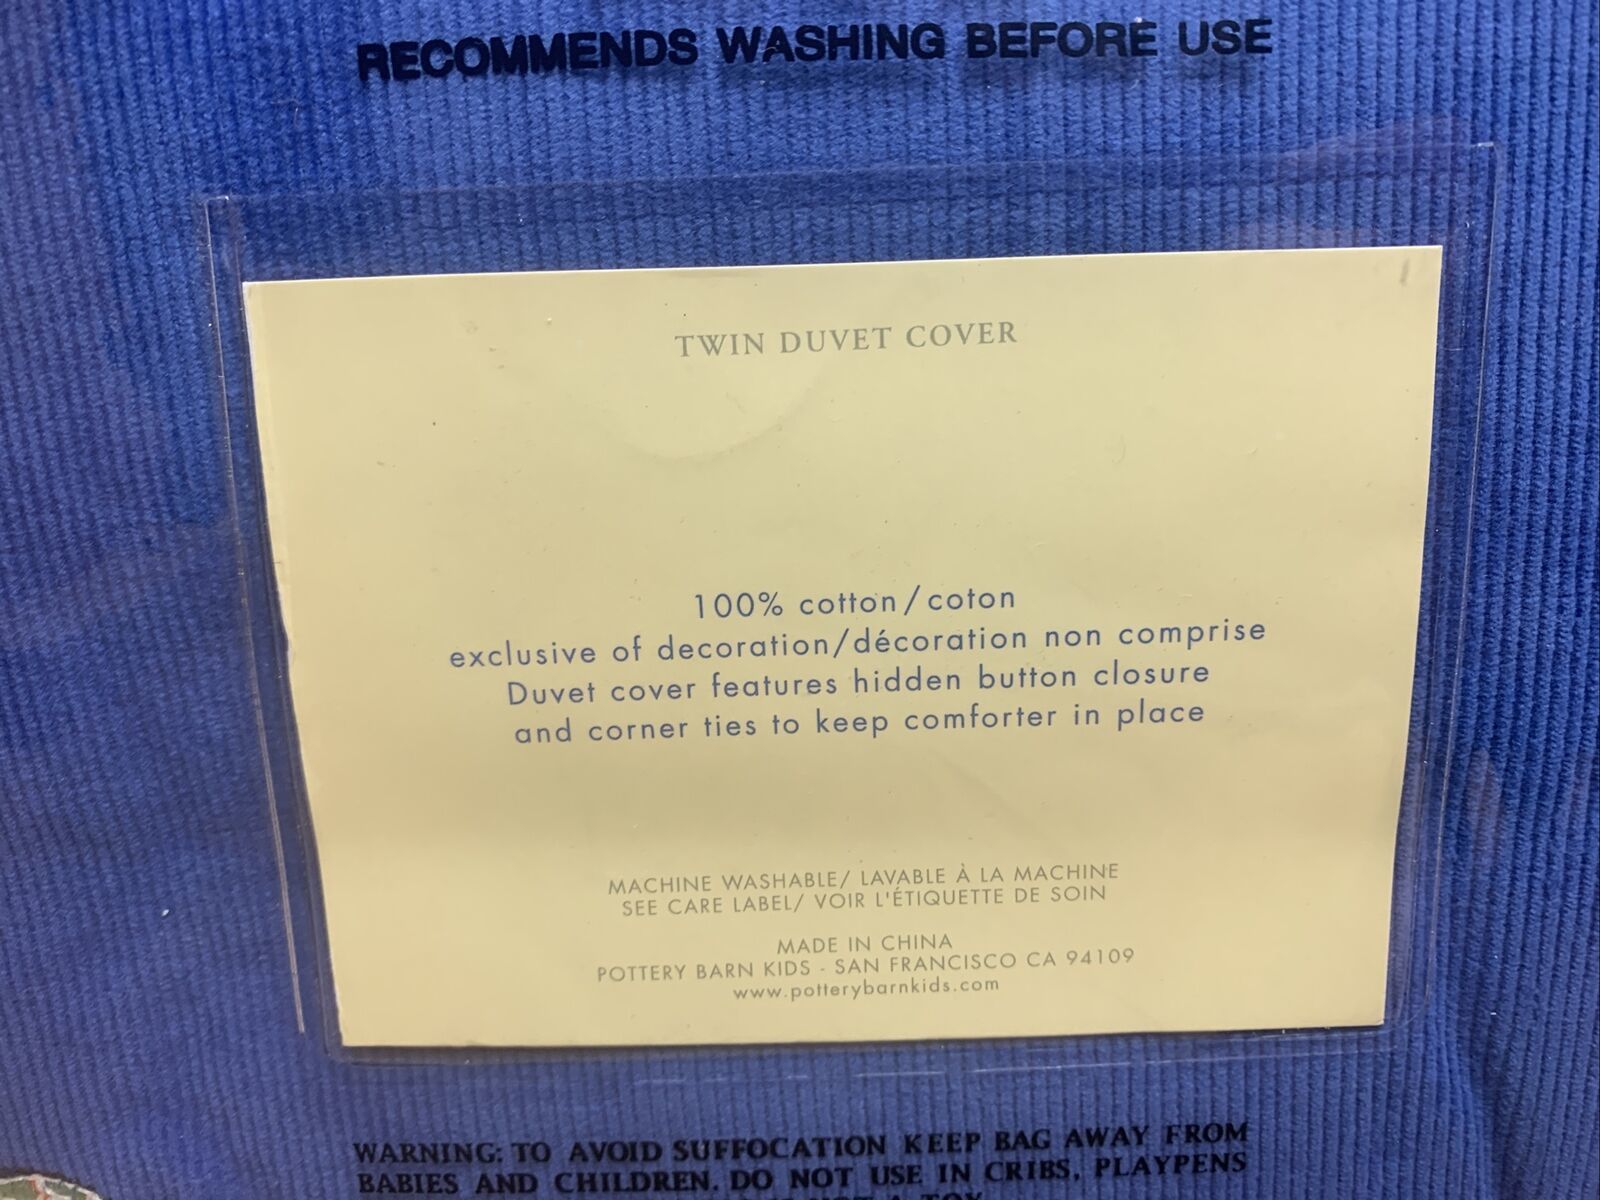 RECOMMENDS WASHING BEFORE USE
TWIN DUVET COVER
100% cotton/coton
exclusive of decoration/décoration non comprise
Duvet cover features hidden button closure
and corner ties to keep comforter in place
MACHINE WASHABLE/ LAVABLE À LA MACHINE
SEE CARE LABEL/ VOIR L'ÉTIQUETTE DE SOIN
MADE IN CHINA
POTTERY BARN KIDS - SAN FRANCISCO CA 94109
www.potterybarnkids.com
WARNING: TO AVOID SUFFOCATION KEEP BAG AWAY FROM
BABIES AND CHILDREN. DO NOT USE IN CRIBS, PLAYPENS